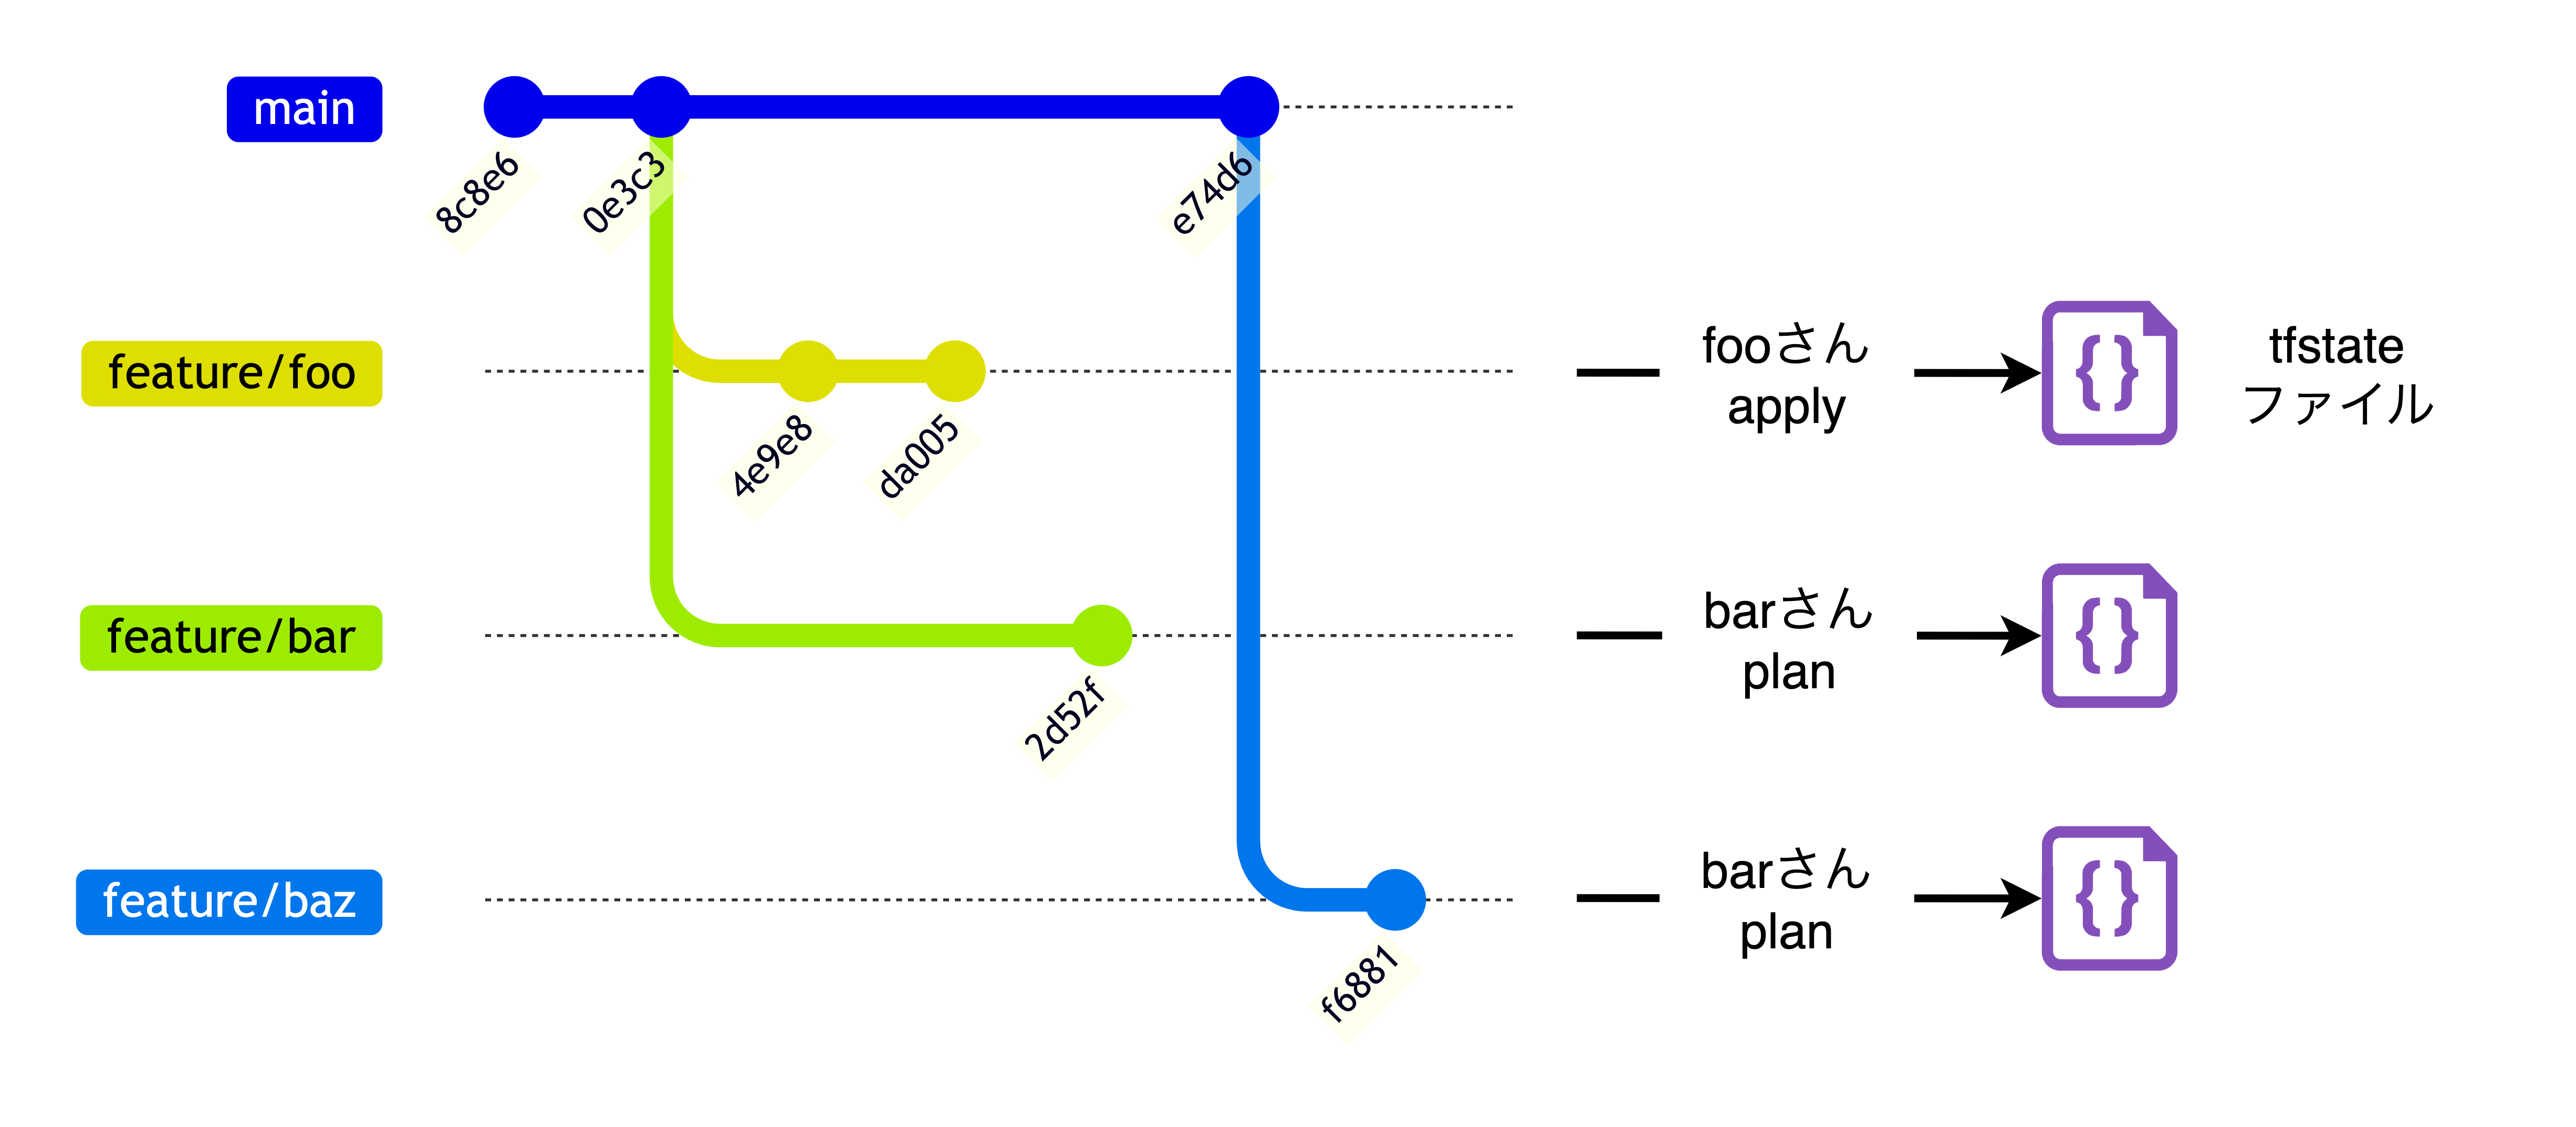 main
8c8e6
0e3c3
e74d6
feature/foo
4e9e8
da005
fooさん
apply
tfstate
ファイル
feature/bar
2d52f
barさん
plan
feature/baz
f6881
barさん
plan